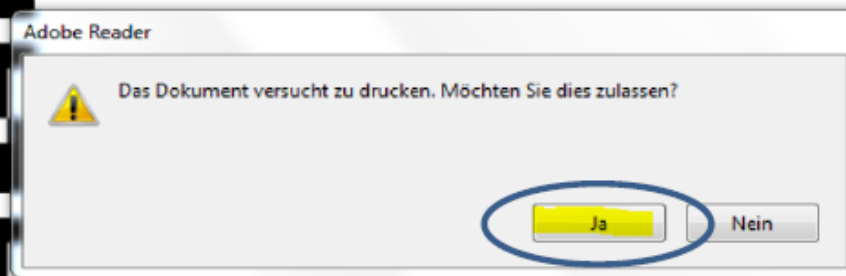 Adobe Reader
Das Dokument versucht zu drucken. Möchten Sie dies zulassen?
Ja
Nein